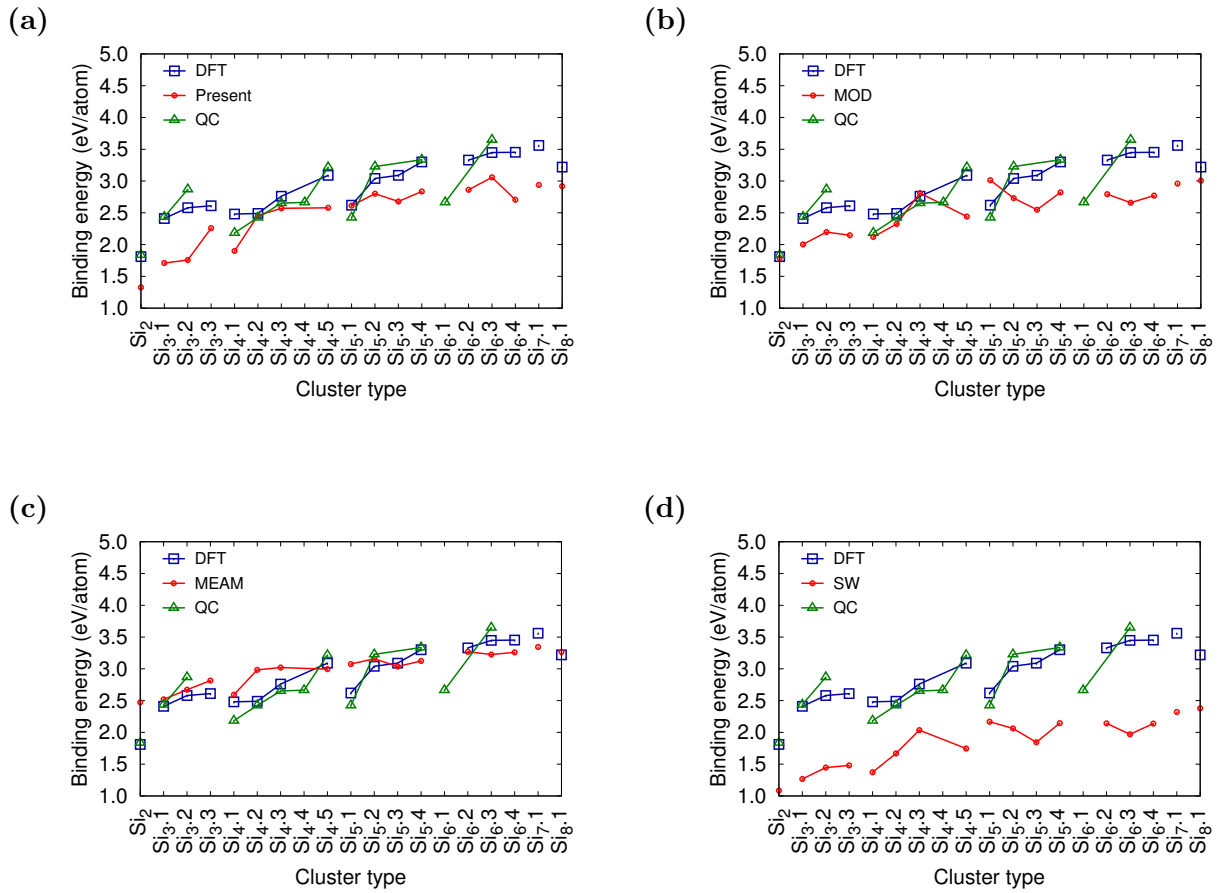 (a)
Binding energy (eV/atom)
5.0
4.5
4.0
3.5
3.0
2.5
2.0
1.5
1.0
DFT
Present
QC
Si₂
Si₃.1
Si₃.2
Si₃.3
Si₄.1
Si₄.2
Si₄.3
Si₄.4
Si₄.5
Si₅.1
Si₅.2
Si₅.3
Si₅.4
Si₆.1
Si₆.2
Si₆.3
Si₆.4
Si₇.1
Si₈.1
Cluster type
(b)
Binding energy (eV/atom)
5.0
4.5
4.0
3.5
3.0
2.5
2.0
1.5
1.0
DFT
MOD
QC
Si₂
Si₃.1
Si₃.2
Si₃.3
Si₄.1
Si₄.2
Si₄.3
Si₄.4
Si₄.5
Si₅.1
Si₅.2
Si₅.3
Si₅.4
Si₆.1
Si₆.2
Si₆.3
Si₆.4
Si₇.1
Si₈.1
Cluster type
(c)
Binding energy (eV/atom)
5.0
4.5
4.0
3.5
3.0
2.5
2.0
1.5
1.0
DFT
MEAM
QC
Si₂
Si₃.1
Si₃.2
Si₃.3
Si₄.1
Si₄.2
Si₄.3
Si₄.4
Si₄.5
Si₅.1
Si₅.2
Si₅.3
Si₅.4
Si₆.1
Si₆.2
Si₆.3
Si₆.4
Si₇.1
Si₈.1
Cluster type
(d)
Binding energy (eV/atom)
5.0
4.5
4.0
3.5
3.0
2.5
2.0
1.5
1.0
DFT
SW
QC
Si₂
Si₃.1
Si₃.2
Si₃.3
Si₄.1
Si₄.2
Si₄.3
Si₄.4
Si₄.5
Si₅.1
Si₅.2
Si₅.3
Si₅.4
Si₆.1
Si₆.2
Si₆.3
Si₆.4
Si₇.1
Si₈.1
Cluster type